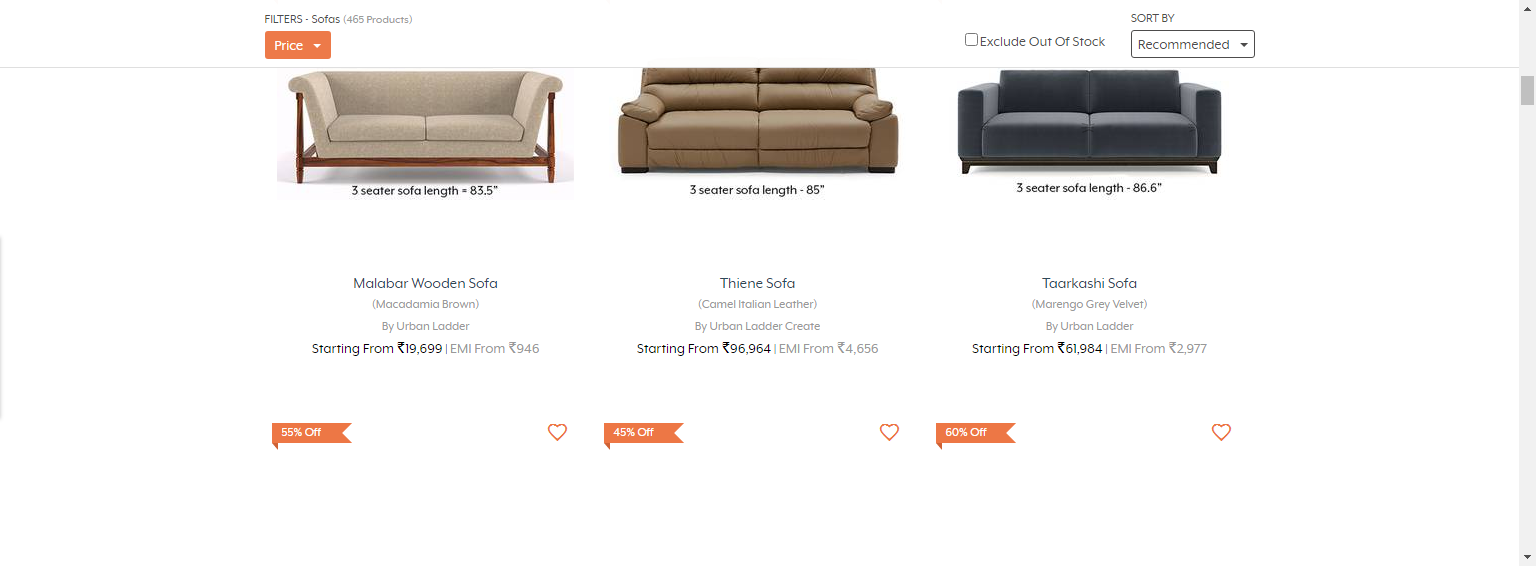 FILTERS - Sofas (465 Products)
SORT BY
Price
Exclude Out Of Stock
Recommended
3 seater sofa length = 83.5"
3 seater sofa length - 85"
3 seater sofa length - 86.6"
Malabar Wooden Sofa
(Macadamia Brown)
By Urban Ladder
Starting From ₹19,699 | EMI From ₹946
Thiene Sofa
(Camel Italian Leather)
By Urban Ladder Create
Starting From ₹96,964 | EMI From ₹4,656
Taarkashi Sofa
(Marengo Grey Velvet)
By Urban Ladder
Starting From ₹61,984 | EMI From ₹2,977
55% Off
45% Off
60% Off